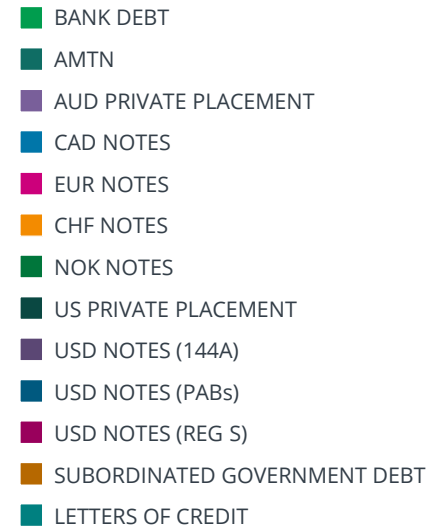 BANK DEBT
AMTN
AUD PRIVATE PLACEMENT
CAD NOTES
EUR NOTES
CHF NOTES
NOK NOTES
US PRIVATE PLACEMENT
USD NOTES (144A)
USD NOTES (PABs)
USD NOTES (REG S)
SUBORDINATED GOVERNMENT DEBT
LETTERS OF CREDIT